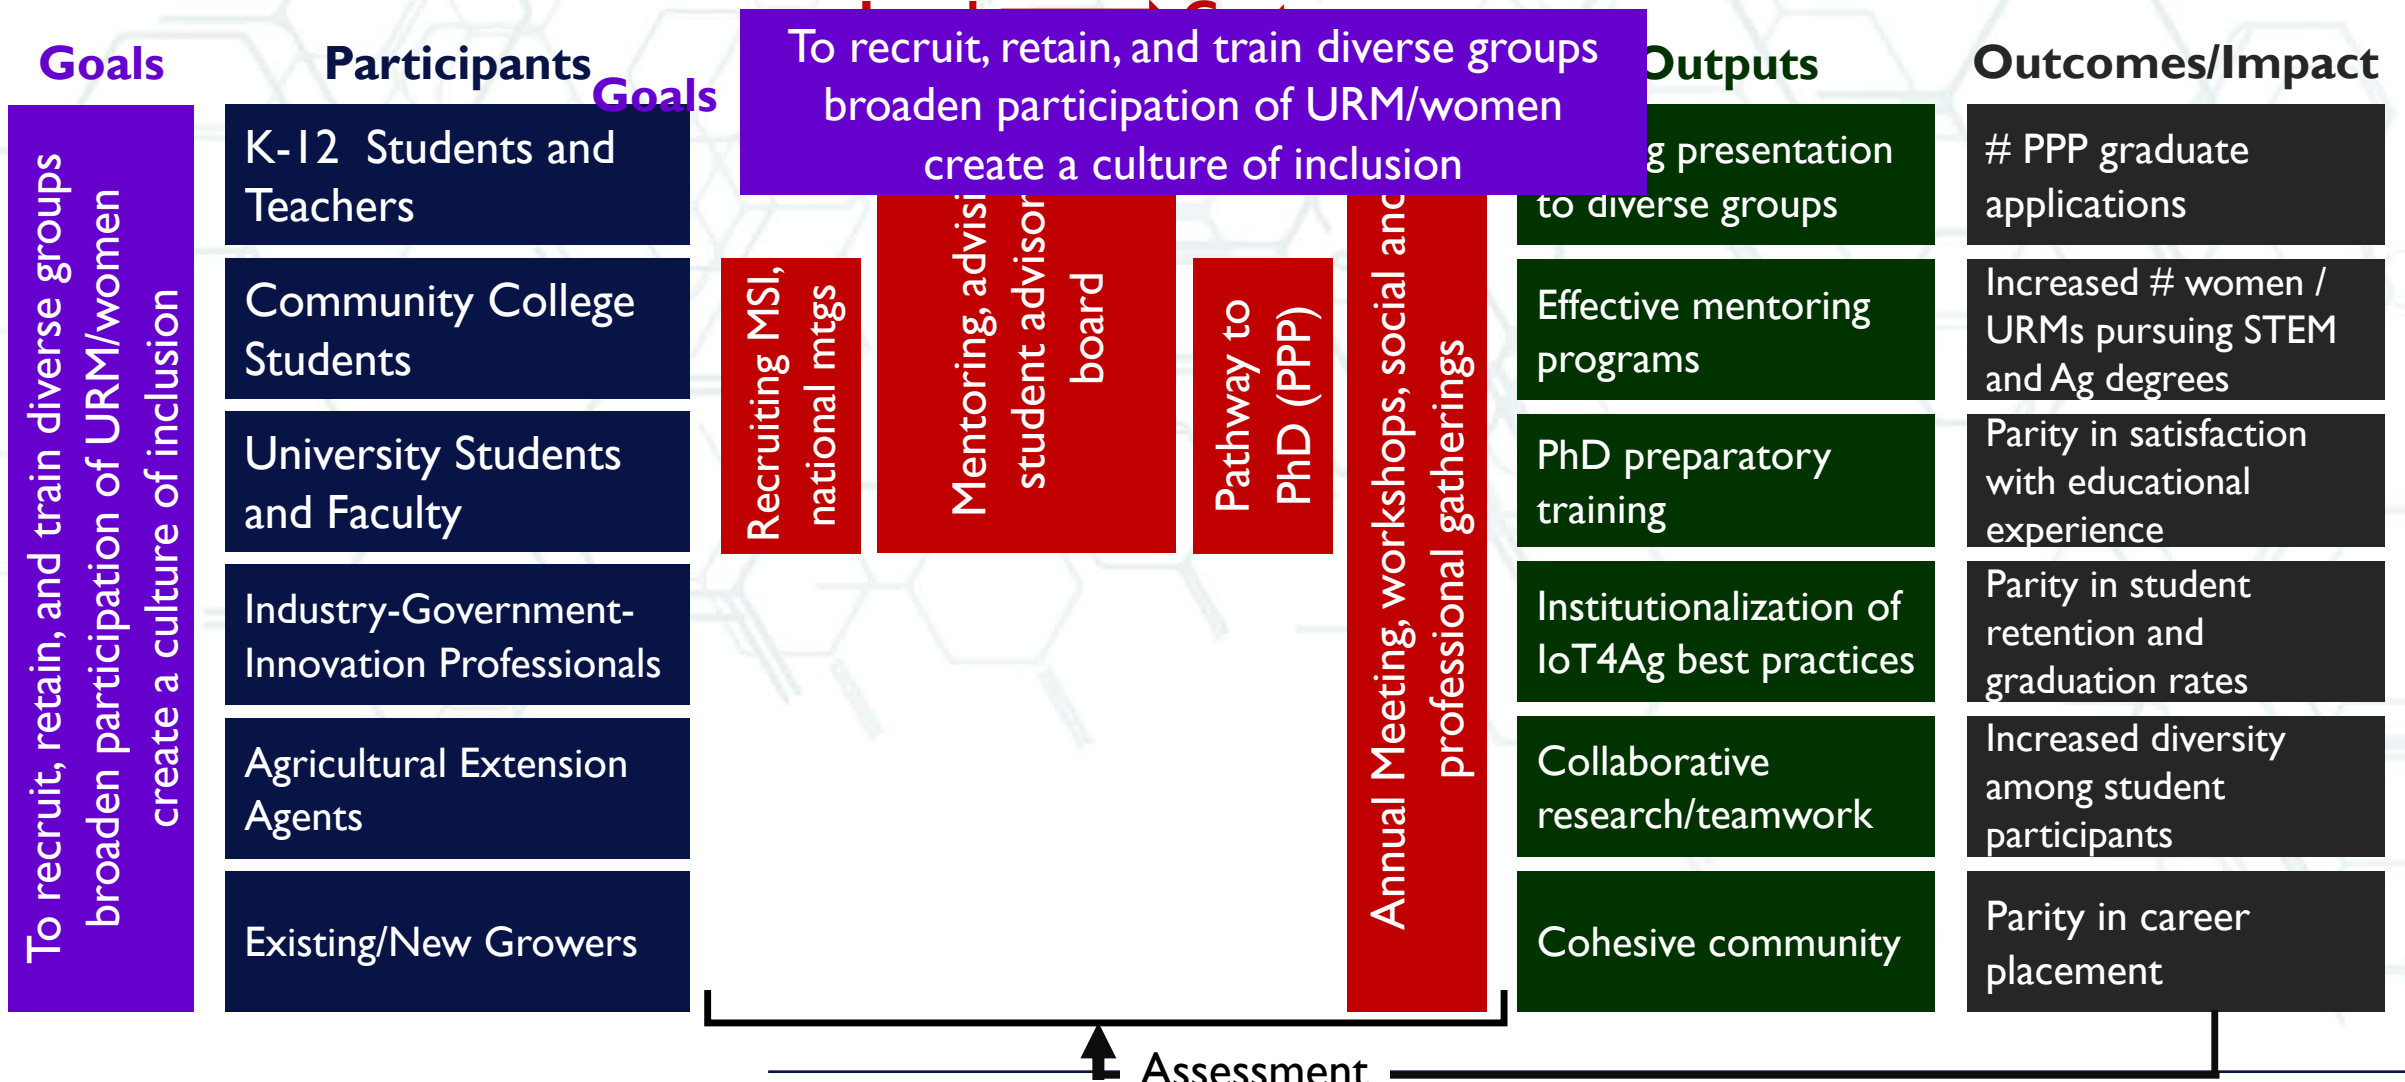 Goals
To recruit, retain, and train diverse groups
broaden participation of URM/women
create a culture of inclusion
Participants
K-12 Students and
Teachers
Community College
Students
University Students
and Faculty
Industry-Government-
Innovation Professionals
Agricultural Extension
Agents
Existing/New Growers
Goals
To recruit, retain, and train diverse groups
broaden participation of URM/women
create a culture of inclusion
Recruiting MSI,
national mtgs
Mentoring,
student
board
Pathway to
PhD (PPP)
Annual Meeting, workshops, social and
professional gatherings
Outputs
presentation
to diverse groups
Effective mentoring
programs
PhD preparatory
training
Institutionalization of
IoT4Ag best practices
Collaborative
research/teamwork
Cohesive community
Outcomes/Impact
# PPP graduate
applications
Increased # women /
URMs pursuing STEM
and Ag degrees
Parity in satisfaction
with educational
experience
Parity in student
retention and
graduation rates
Increased diversity
among student
participants
Parity in career
placement
Assessment